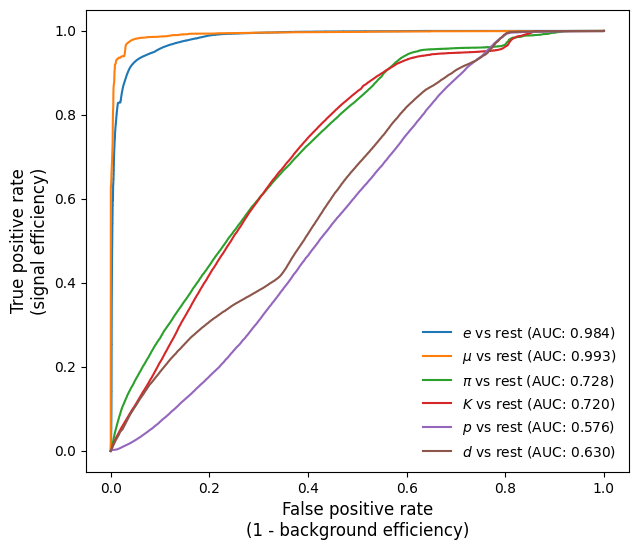 True positive rate
(signal efficiency)
1.0
0.8
0.6
0.4
0.2
0.0
e vs rest (AUC: 0.984)
μ vs rest (AUC: 0.993)
π vs rest (AUC: 0.728)
K vs rest (AUC: 0.720)
p vs rest (AUC: 0.576)
d vs rest (AUC: 0.630)
0.0 0.2 0.4 0.6 0.8 1.0
False positive rate
(1 - background efficiency)